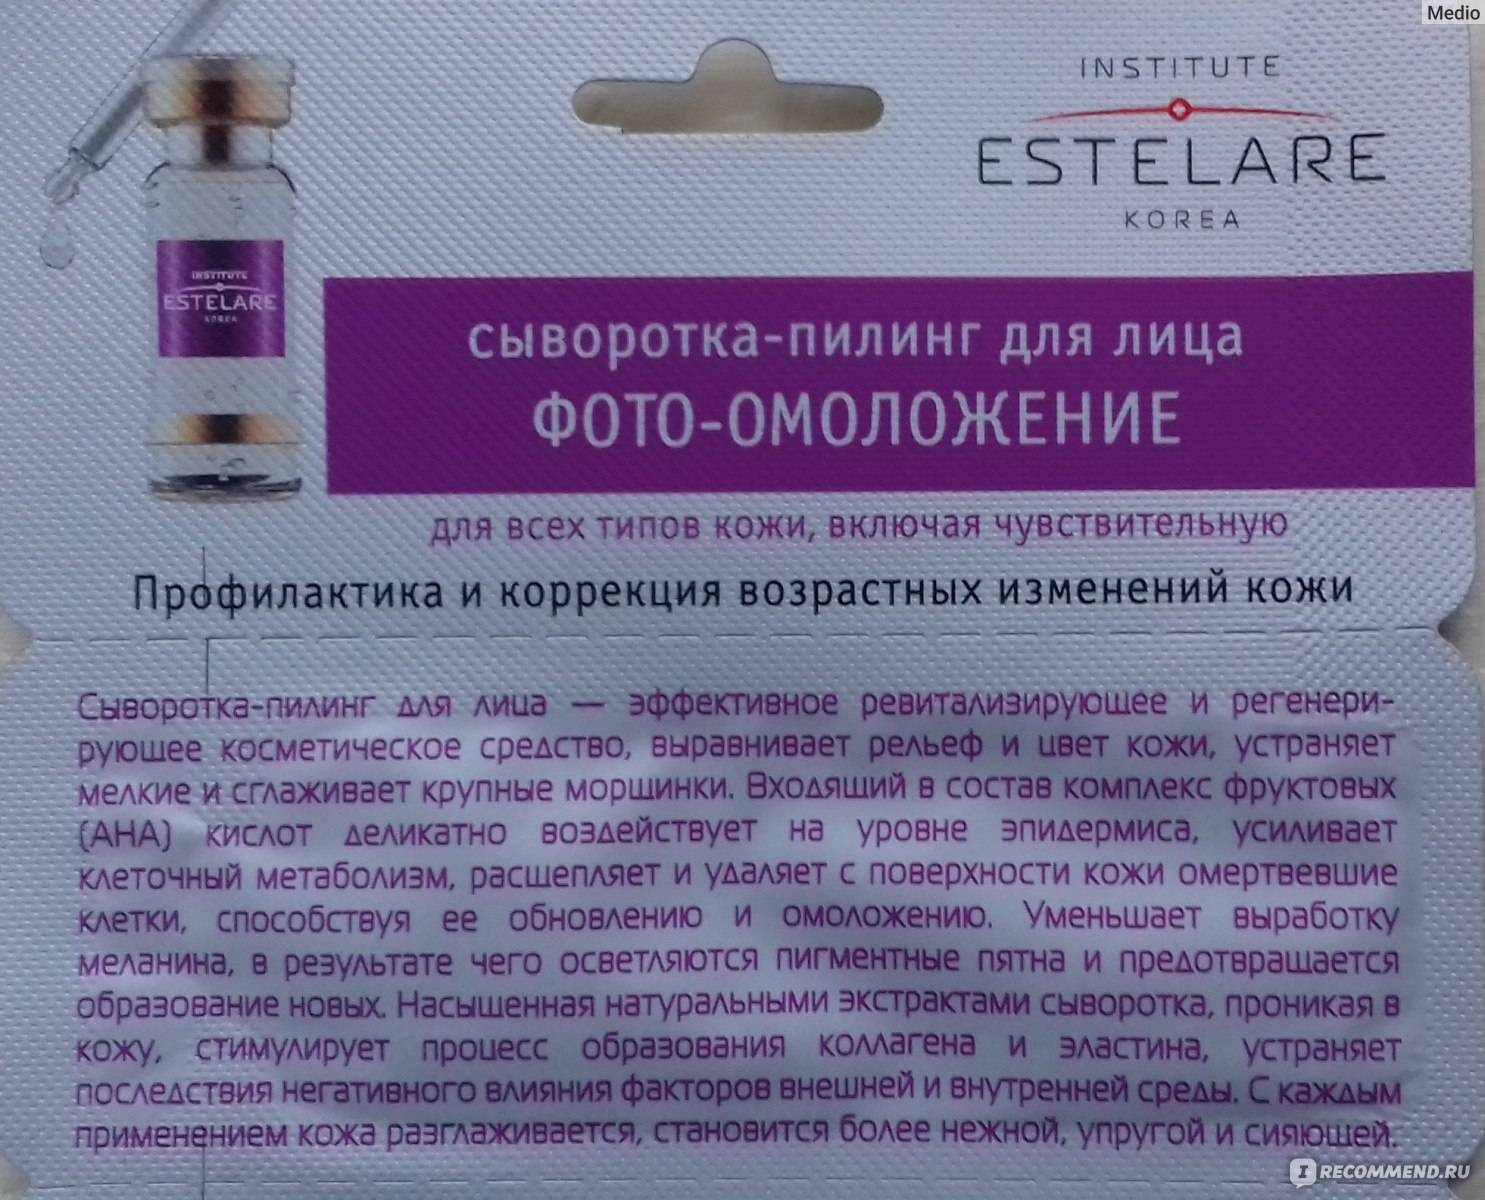 Medio
INSTITUTE
ESTELARE
KOREA
INSTITUTE
ESTELARE
KOREA
сыворотка-пилинг для лица
ФОТО-ОМОЛОЖЕНИЕ
для всех типов кожи, включая чувствительную
Профилактика и коррекция возрастных изменений кожи
Сыворотка-пилинг для лица — эффективное ревитализирующее и регенери-
рующее косметическое средство, выравнивает рельеф и цвет кожи, устраняет
мелкие и сглаживает крупные морщинки. Входящий в состав комплекс фруктовых
(АНА) кислот деликатно воздействует на уровне эпидермиса, усиливает
клеточный метаболизм, расщепляет и удаляет с поверхности кожи омертвевшие
клетки, способствуя ее обновлению и омоложению. Уменьшает выработку
меланина, в результате чего осветляются пигментные пятна и предотвращается
образование новых. Насыщенная натуральными экстрактами сыворотка, проникая в
кожу, стимулирует процесс образования коллагена и эластина, устраняет
последствия негативного влияния факторов внешней и внутренней среды. С каждым
применением кожа разглаживается, становится более нежной, упругой и сияющей.
IRECOMMEND.RU